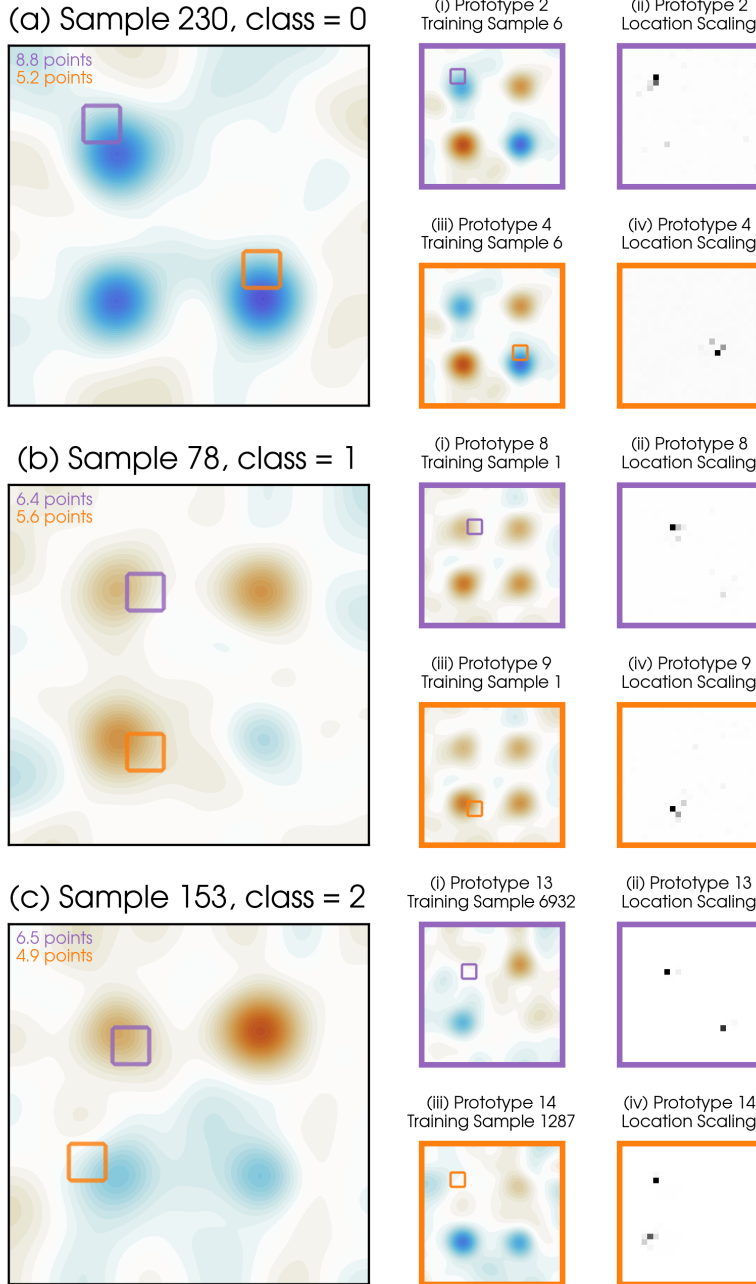 (a) Sample 230, class = 0
8.8 points
5.2 points
(i) Prototype 2
Training Sample 6
(ii) Prototype 2
Location Scaling
(iii) Prototype 4
Training Sample 6
(iv) Prototype 4
Location Scaling
(b) Sample 78, class = 1
6.4 points
5.6 points
(i) Prototype 8
Training Sample 1
(ii) Prototype 8
Location Scaling
(iii) Prototype 9
Training Sample 1
(iv) Prototype 9
Location Scaling
(c) Sample 153, class = 2
6.5 points
4.9 points
(i) Prototype 13
Training Sample 6932
(ii) Prototype 13
Location Scaling
(iii) Prototype 14
Training Sample 1287
(iv) Prototype 14
Location Scaling